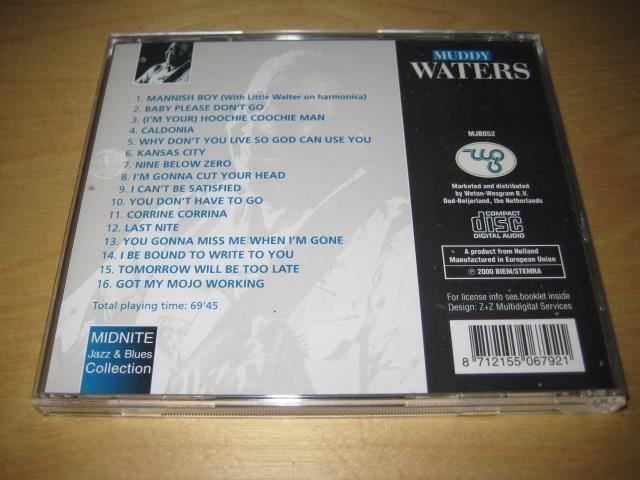 1. MANNISH BOY (With Little Walter on harmonica)
2. BABY PLEASE DON'T GO
3. (I'M YOUR) HOOCHIE COOCHIE MAN
4. CALDONIA
5. WHY DON'T YOU LIVE SO GOD CAN USE YOU
6. KANSAS CITY
7. NINE BELOW ZERO
8. I'M GONNA CUT YOUR HEAD
9. I CAN'T BE SATISFIED
10. YOU DON'T HAVE TO GO
11. CORRINE CORRINA
12. LAST NITE
13. YOU GONNA MISS ME WHEN I'M GONE
14. I BE BOUND TO WRITE TO YOU
15. TOMORROW WILL BE TOO LATE
16. GOT MY MOJO WORKING
Total playing time: 69'45
MIDNITE
Jazz & Blues
Collection
MUDDY
WATERS
MJB052
Marketed and distributed
by Weton-Wesgram B.V.
Oud-Beijerland, the Netherlands
COMPACT
disc
DIGITAL AUDIO
A product from Holland
Manufactured in European Union
℗ 2000 BIEM/STEMRA
For license info see booklet inside
Design: Z+Z Multidigital Services
8 712155 067921